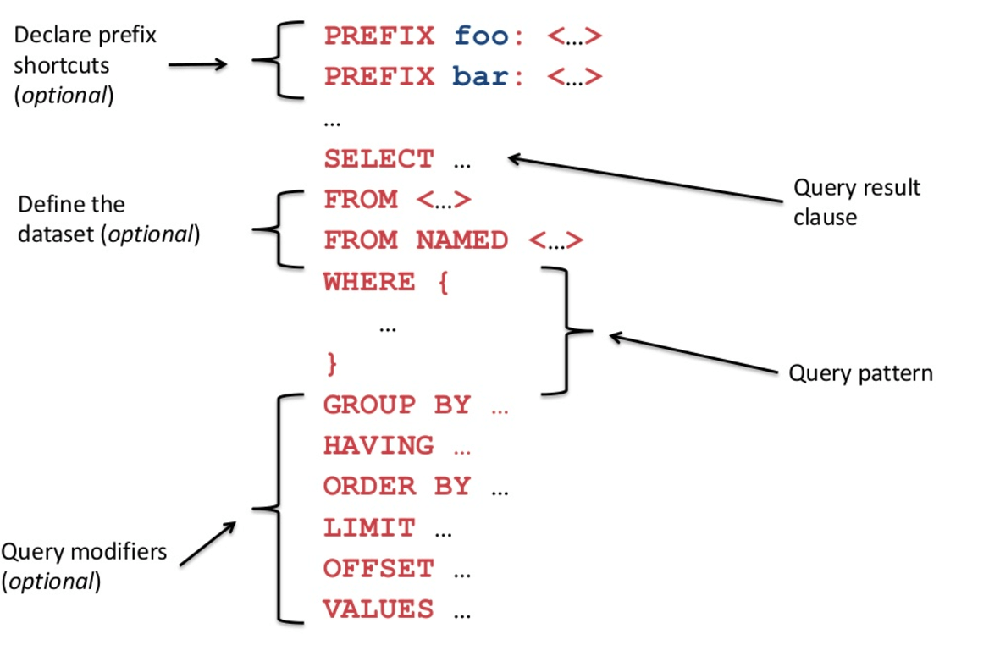 Declare prefix
shortcuts
(optional)
PREFIX foo: <…>
PREFIX bar: <…>
…
SELECT …
Query result
clause
Define the
dataset (optional)
FROM <…>
FROM NAMED <…>
WHERE {
…
}
Query pattern
GROUP BY …
HAVING …
ORDER BY …
LIMIT …
OFFSET …
VALUES …
Query modifiers
(optional)